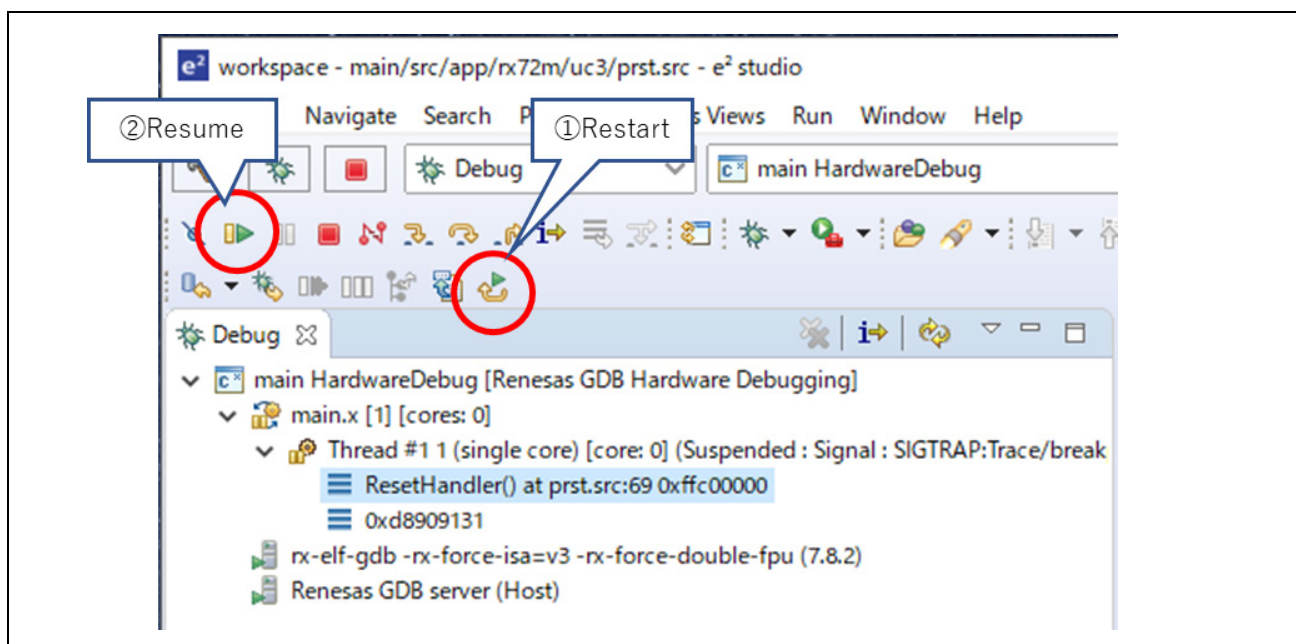 e² workspace - main/src/app/rx72m/uc3/prst.src - e² studio
②Resume Navigate Search P ①Restart s Views Run Window Help
Debug main HardwareDebug
Debug
main HardwareDebug [Renesas GDB Hardware Debugging]
main.x [1] [cores: 0]
Thread #1 1 (single core) [core: 0] (Suspended : Signal : SIGTRAP:Trace/break
ResetHandler() at prst.src:69 0xffc00000
0xd8909131
rx-elf-gdb -rx-force-isa=v3 -rx-force-double-fpu (7.8.2)
Renesas GDB server (Host)